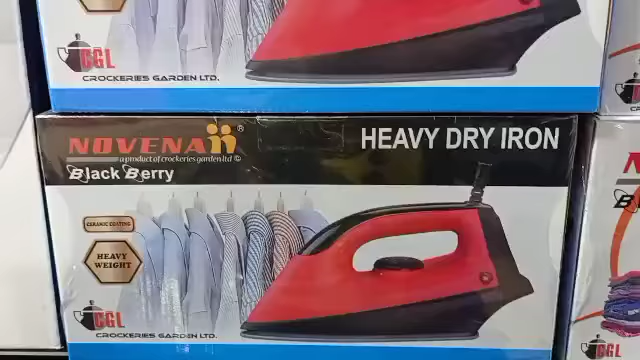 CGL
CROCKERIES GARDEN LTD.
NOVENA ®
a product of crockeries garden ltd ©
Black Berry
HEAVY DRY IRON
CERAMIC COATING
HEAVY
WEIGHT
CGL
CROCKERIES GARDEN LTD.
CGL